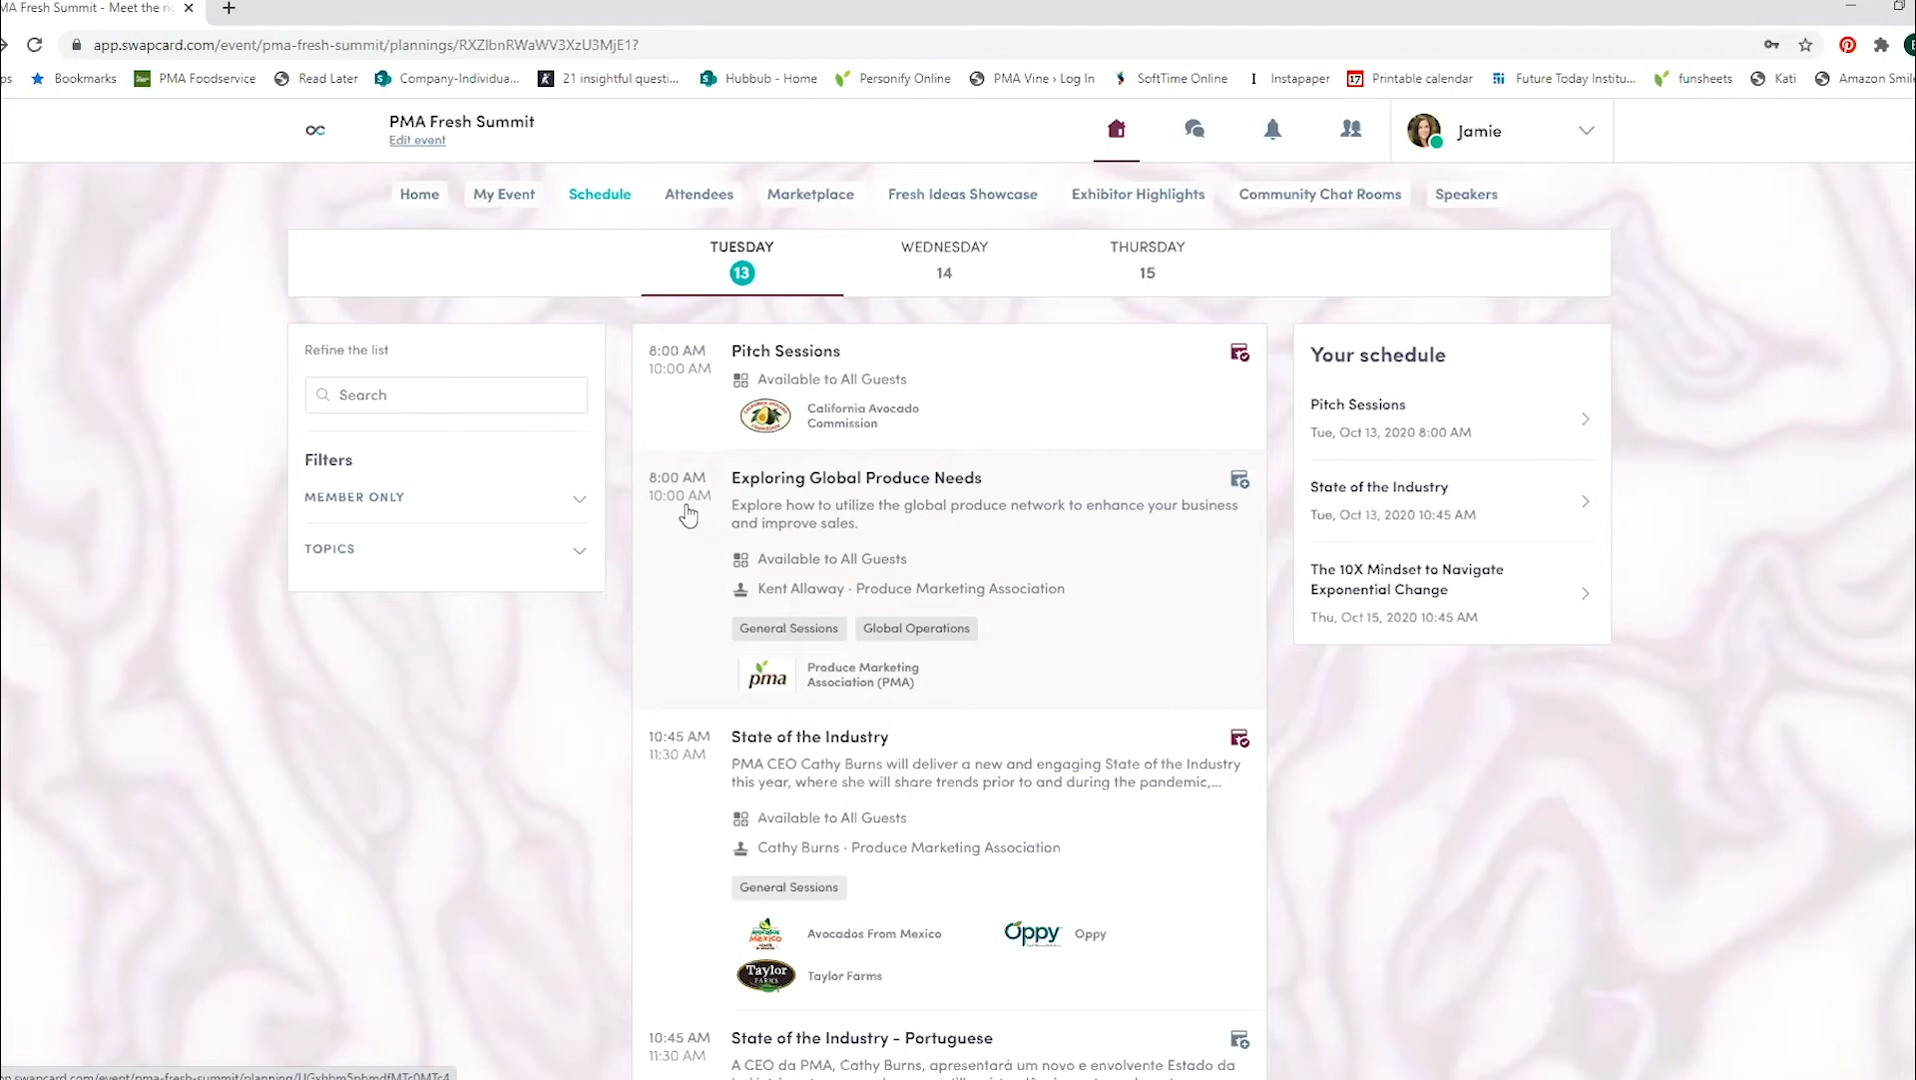 MA Fresh Summit - Meet the ri
app.swapcard.com/event/pma-fresh-summit/plannings/RXZlbnRWaWV3XzU3MjE1?
ps Bookmarks PMA Foodservice Read Later Company-Individua... 21 insightful questi... Hubbub - Home Personify Online PMA Vine › Log In SoftTime Online Instapaper 17 Printable calendar Future Today Institu... funsheets Kati Amazon Smile
PMA Fresh Summit
Edit event
Jamie
Home My Event Schedule Attendees Marketplace Fresh Ideas Showcase Exhibitor Highlights Community Chat Rooms Speakers
TUESDAY WEDNESDAY THURSDAY
13 14 15
Refine the list
Search
Filters
MEMBER ONLY
TOPICS
8:00 AM Pitch Sessions
10:00 AM
Available to All Guests
California Avocado
Commission
8:00 AM Exploring Global Produce Needs
10:00 AM
Explore how to utilize the global produce network to enhance your business
and improve sales.
Available to All Guests
Kent Allaway · Produce Marketing Association
General Sessions Global Operations
pma
Produce Marketing
Association (PMA)
10:45 AM State of the Industry
11:30 AM
PMA CEO Cathy Burns will deliver a new and engaging State of the Industry
this year, where she will share trends prior to and during the pandemic,...
Available to All Guests
Cathy Burns · Produce Marketing Association
General Sessions
Avocados From Mexico Oppy Oppy
Taylor FARMS Taylor Farms
10:45 AM State of the Industry - Portuguese
11:30 AM
A CEO da PMA, Cathy Burns, apresentará um novo e envolvente Estado da
Your schedule
Pitch Sessions
Tue, Oct 13, 2020 8:00 AM
State of the Industry
Tue, Oct 13, 2020 10:45 AM
The 10X Mindset to Navigate
Exponential Change
Thu, Oct 15, 2020 10:45 AM